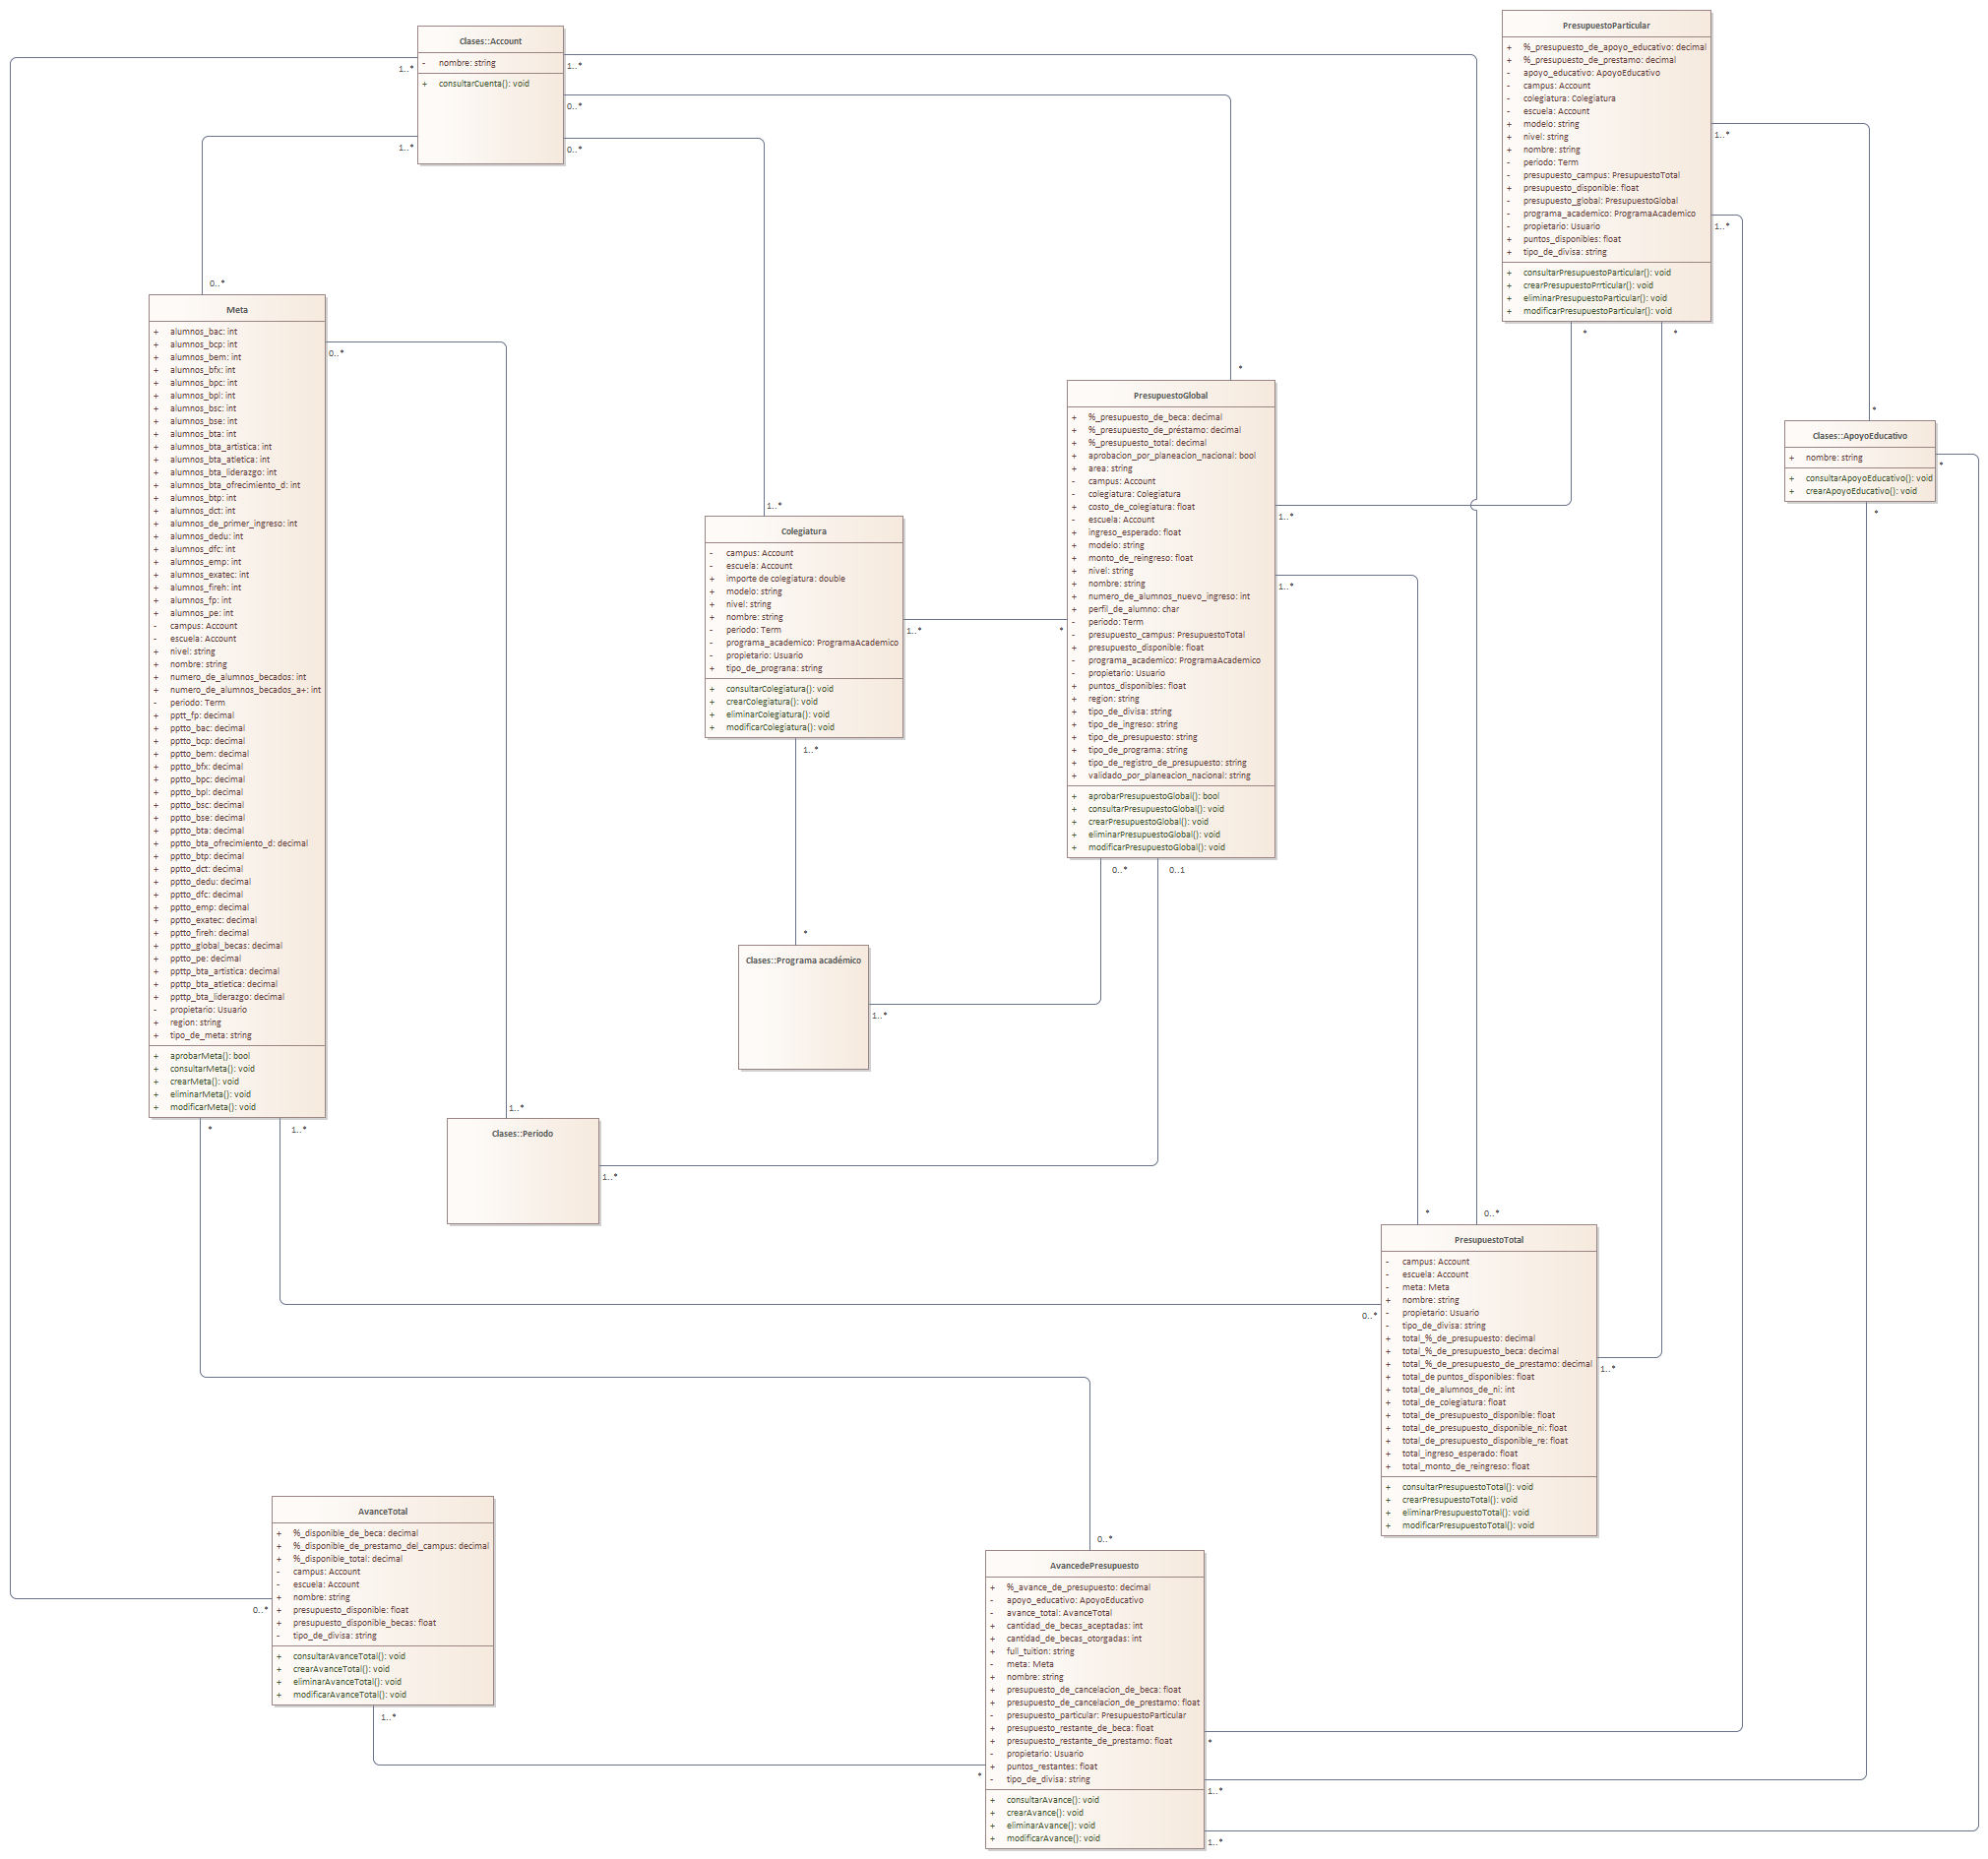 Clases::Account
- nombre: string
+ consultarCuenta(): void
1..*
1..*
1..*
0..*
0..*
PresupuestoParticular
+ %_presupuesto_de_apoyo_educativo: decimal
+ %_presupuesto_de_prestamo: decimal
- apoyo_educativo: ApoyoEducativo
- campus: Account
- colegiatura: Colegiatura
- escuela: Account
+ modelo: string
+ nivel: string
+ nombre: string
- periodo: Term
- presupuesto_campus: PresupuestoTotal
+ presupuesto_disponible: float
- presupuesto_global: PresupuestoGlobal
- programa_academico: ProgramaAcademico
- propietario: Usuario
+ puntos_disponibles: float
+ tipo_de_divisa: string
+ consultarPresupuestoParticular(): void
+ crearPresupuestoPrrticular(): void
+ eliminarPresupuestoParticular(): void
+ modificarPresupuestoParticular(): void
1..*
1..*
*
*
0..*
Meta
+ alumnos_bac: int
+ alumnos_bcp: int
+ alumnos_bem: int
+ alumnos_bfx: int
+ alumnos_bpc: int
+ alumnos_bpl: int
+ alumnos_bsc: int
+ alumnos_bse: int
+ alumnos_bta: int
+ alumnos_bta_artistica: int
+ alumnos_bta_atletica: int
+ alumnos_bta_liderazgo: int
+ alumnos_bta_ofrecimiento_d: int
+ alumnos_btp: int
+ alumnos_dct: int
+ alumnos_de_primer_ingreso: int
+ alumnos_dedu: int
+ alumnos_dfc: int
+ alumnos_emp: int
+ alumnos_exatec: int
+ alumnos_fireh: int
+ alumnos_fp: int
+ alumnos_pe: int
- campus: Account
- escuela: Account
+ nivel: string
+ nombre: string
+ numero_de_alumnos_becados: int
+ numero_de_alumnos_becados_a+: int
- periodo: Term
+ pptt_fp: decimal
+ pptto_bac: decimal
+ pptto_bcp: decimal
+ pptto_bem: decimal
+ pptto_bfx: decimal
+ pptto_bpc: decimal
+ pptto_bpl: decimal
+ pptto_bsc: decimal
+ pptto_bse: decimal
+ pptto_bta: decimal
+ pptto_bta_ofrecimiento_d: decimal
+ pptto_btp: decimal
+ pptto_dct: decimal
+ pptto_dedu: decimal
+ pptto_dfc: decimal
+ pptto_emp: decimal
+ pptto_exatec: decimal
+ pptto_fireh: decimal
+ pptto_global_becas: decimal
+ pptto_pe: decimal
+ ppttp_bta_artistica: decimal
+ ppttp_bta_atletica: decimal
+ ppttp_bta_liderazgo: decimal
- propietario: Usuario
+ region: string
+ tipo_de_meta: string
+ aprobarMeta(): bool
+ consultarMeta(): void
+ crearMeta(): void
+ eliminarMeta(): void
+ modificarMeta(): void
0..*
*
1..*
*
PresupuestoGlobal
+ %_presupuesto_de_beca: decimal
+ %_presupuesto_de_préstamo: decimal
+ %_presupuesto_total: decimal
+ aprobacion_por_planeacion_nacional: bool
+ area: string
- campus: Account
- colegiatura: Colegiatura
+ costo_de_colegiatura: float
- escuela: Account
+ ingreso_esperado: float
+ modelo: string
+ monto_de_reingreso: float
+ nivel: string
+ nombre: string
+ numero_de_alumnos_nuevo_ingreso: int
+ perfil_de_alumno: char
- periodo: Term
- presupuesto_campus: PresupuestoTotal
+ presupuesto_disponible: float
- programa_academico: ProgramaAcademico
- propietario: Usuario
+ puntos_disponibles: float
+ region: string
+ tipo_de_divisa: string
+ tipo_de_ingreso: string
+ tipo_de_presupuesto: string
+ tipo_de_programa: string
+ tipo_de_registro_de_presupuesto: string
+ validado_por_planeacion_nacional: string
+ aprobarPresupuestoGlobal(): bool
+ consultarPresupuestoGlobal(): void
+ crearPresupuestoGlobal(): void
+ eliminarPresupuestoGlobal(): void
+ modificarPresupuestoGlobal(): void
1..*
1..*
*
0..*
0..1
*
Clases::ApoyoEducativo
+ nombre: string
+ consultarApoyoEducativo(): void
+ crearApoyoEducativo(): void
*
*
1..*
Colegiatura
- campus: Account
- escuela: Account
+ importe de colegiatura: double
+ modelo: string
+ nivel: string
+ nombre: string
- periodo: Term
- programa_academico: ProgramaAcademico
- propietario: Usuario
+ tipo_de_prograna: string
+ consultarColegiatura(): void
+ crearColegiatura(): void
+ eliminarColegiatura(): void
+ modificarColegiatura(): void
1..*
1..*
*
Clases::Programa académico
1..*
1..*
Clases::Periodo
1..*
*
0..*
PresupuestoTotal
- campus: Account
- escuela: Account
- meta: Meta
+ nombre: string
- propietario: Usuario
- tipo_de_divisa: string
+ total_%_de_presupuesto: decimal
+ total_%_de_presupuesto_beca: decimal
+ total_%_de_presupuesto_de_prestamo: decimal
+ total_de puntos_disponibles: float
+ total_de_alumnos_de_ni: int
+ total_de_colegiatura: float
+ total_de_presupuesto_disponible: float
+ total_de_presupuesto_disponible_ni: float
+ total_de_presupuesto_disponible_re: float
+ total_ingreso_esperado: float
+ total_monto_de_reingreso: float
+ consultarPresupuestoTotal(): void
+ crearPresupuestoTotal(): void
+ eliminarPresupuestoTotal(): void
+ modificarPresupuestoTotal(): void
0..*
1..*
AvanceTotal
+ %_disponible_de_beca: decimal
+ %_disponible_de_prestamo_del_campus: decimal
+ %_disponible_total: decimal
- campus: Account
- escuela: Account
+ nombre: string
+ presupuesto_disponible: float
+ presupuesto_disponible_becas: float
- tipo_de_divisa: string
+ consultarAvanceTotal(): void
+ crearAvanceTotal(): void
+ eliminarAvanceTotal(): void
+ modificarAvanceTotal(): void
0..*
1..*
0..*
AvancedePresupuesto
+ %_avance_de_presupuesto: decimal
- apoyo_educativo: ApoyoEducativo
- avance_total: AvanceTotal
+ cantidad_de_becas_aceptadas: int
+ cantidad_de_becas_otorgadas: int
+ full_tuition: string
- meta: Meta
+ nombre: string
+ presupuesto_de_cancelacion_de_beca: float
+ presupuesto_de_cancelacion_de_prestamo: float
- presupuesto_particular: PresupuestoParticular
+ presupuesto_restante_de_beca: float
+ presupuesto_restante_de_prestamo: float
- propietario: Usuario
+ puntos_restantes: float
- tipo_de_divisa: string
+ consultarAvance(): void
+ crearAvance(): void
+ eliminarAvance(): void
+ modificarAvance(): void
*
*
1..*
1..*